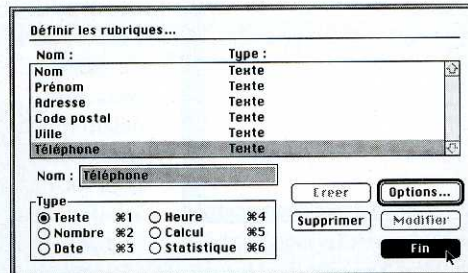 Définir les rubriques...
Nom : Type :
Nom Texte
Prénom Texte
Adresse Texte
Code postal Texte
Ville Texte
Téléphone Texte
Nom : Téléphone
Type
Texte ⌘1 Heure ⌘4
Nombre ⌘2 Calcul ⌘5
Date ⌘3 Statistique ⌘6
Creer Options...
Supprimer Modifier
Fin